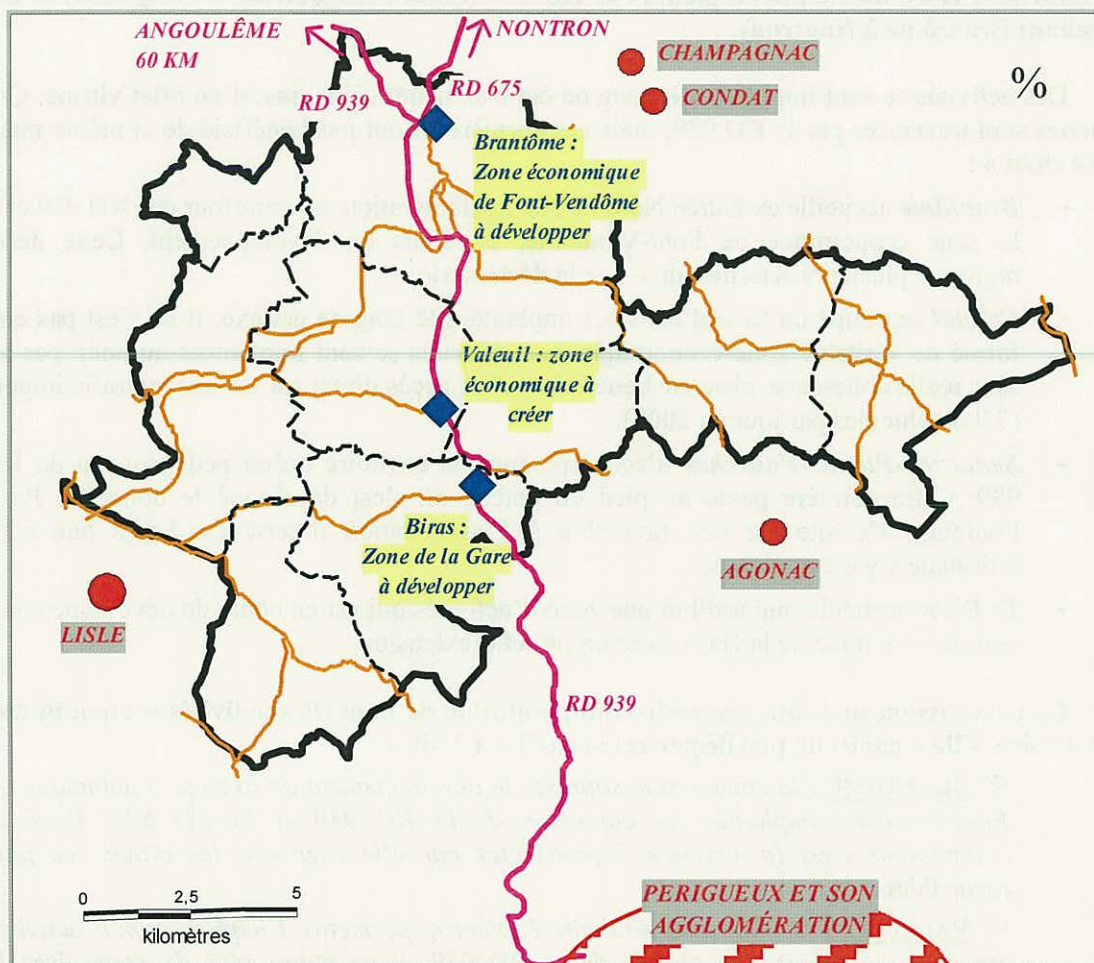 ANGOULÊME
60 KM
NONTRON
RD 939
RD 675
CHAMPAGNAC
CONDAT
%
Brantôme :
Zone économique
de Font-Vendôme
à développer
Valeuil : zone
économique à
créer
Biras :
Zone de la Gare
à développer
AGONAC
LISLE
RD 939
0 2,5 5
kilomètres
PERIGUEUX ET SON
AGGLOMÉRATION